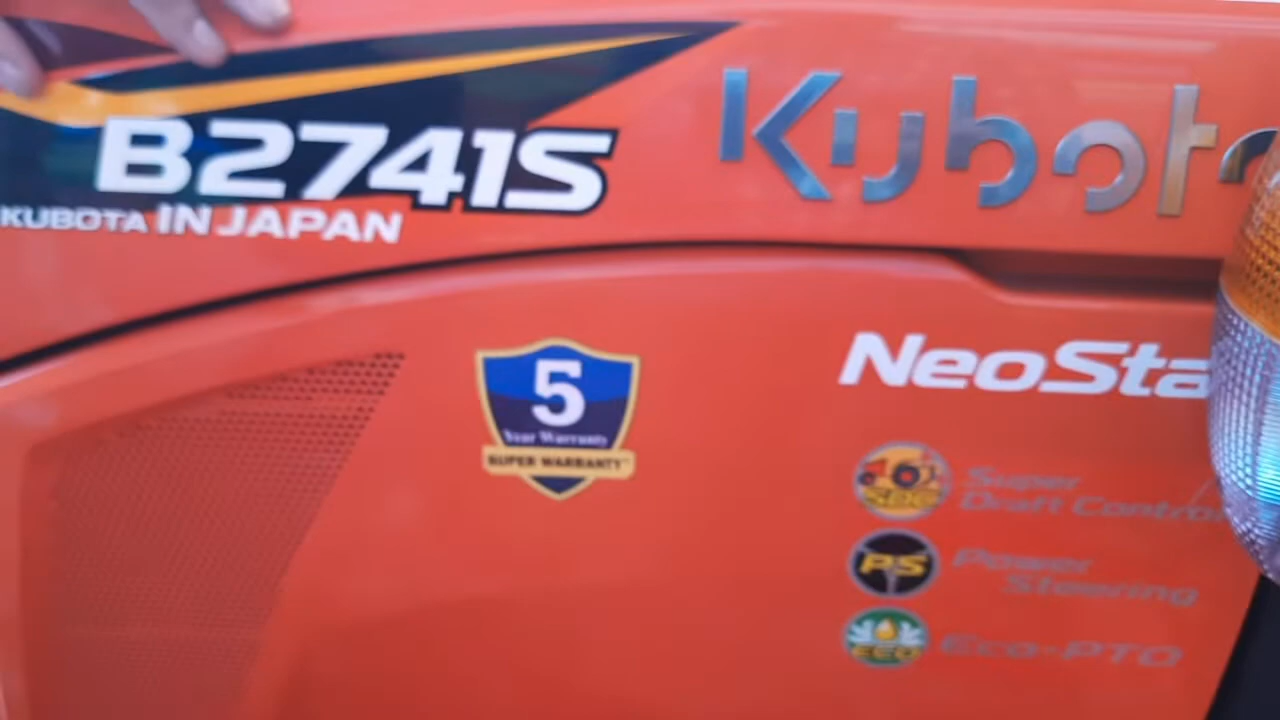 B2741S
KUBOTA IN JAPAN
Kubota
5
Year Warranty
SUPER WARRANTY
NeoSta
SDC
Super
Draft Control
PS
Power
Steering
ECO
Eco-PTO